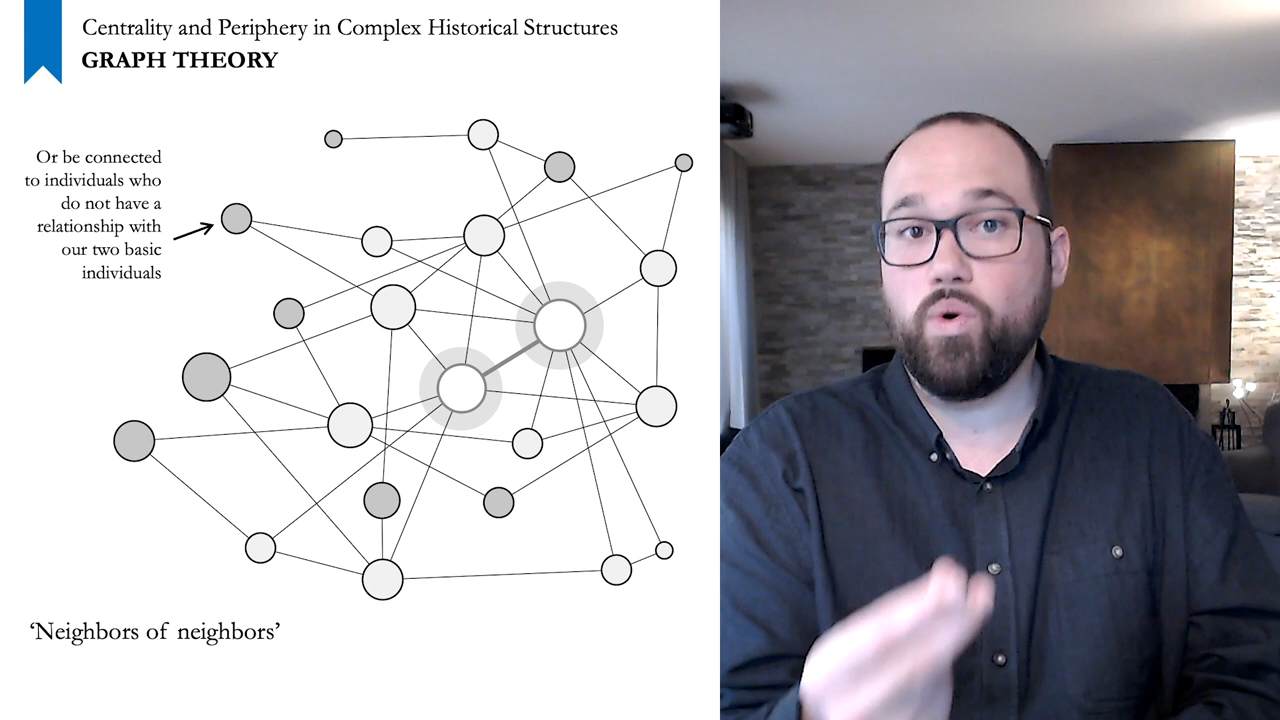 Centrality and Periphery in Complex Historical Structures
GRAPH THEORY
Or be connected
to individuals who
do not have a
relationship with
our two basic
individuals
‘Neighbors of neighbors’